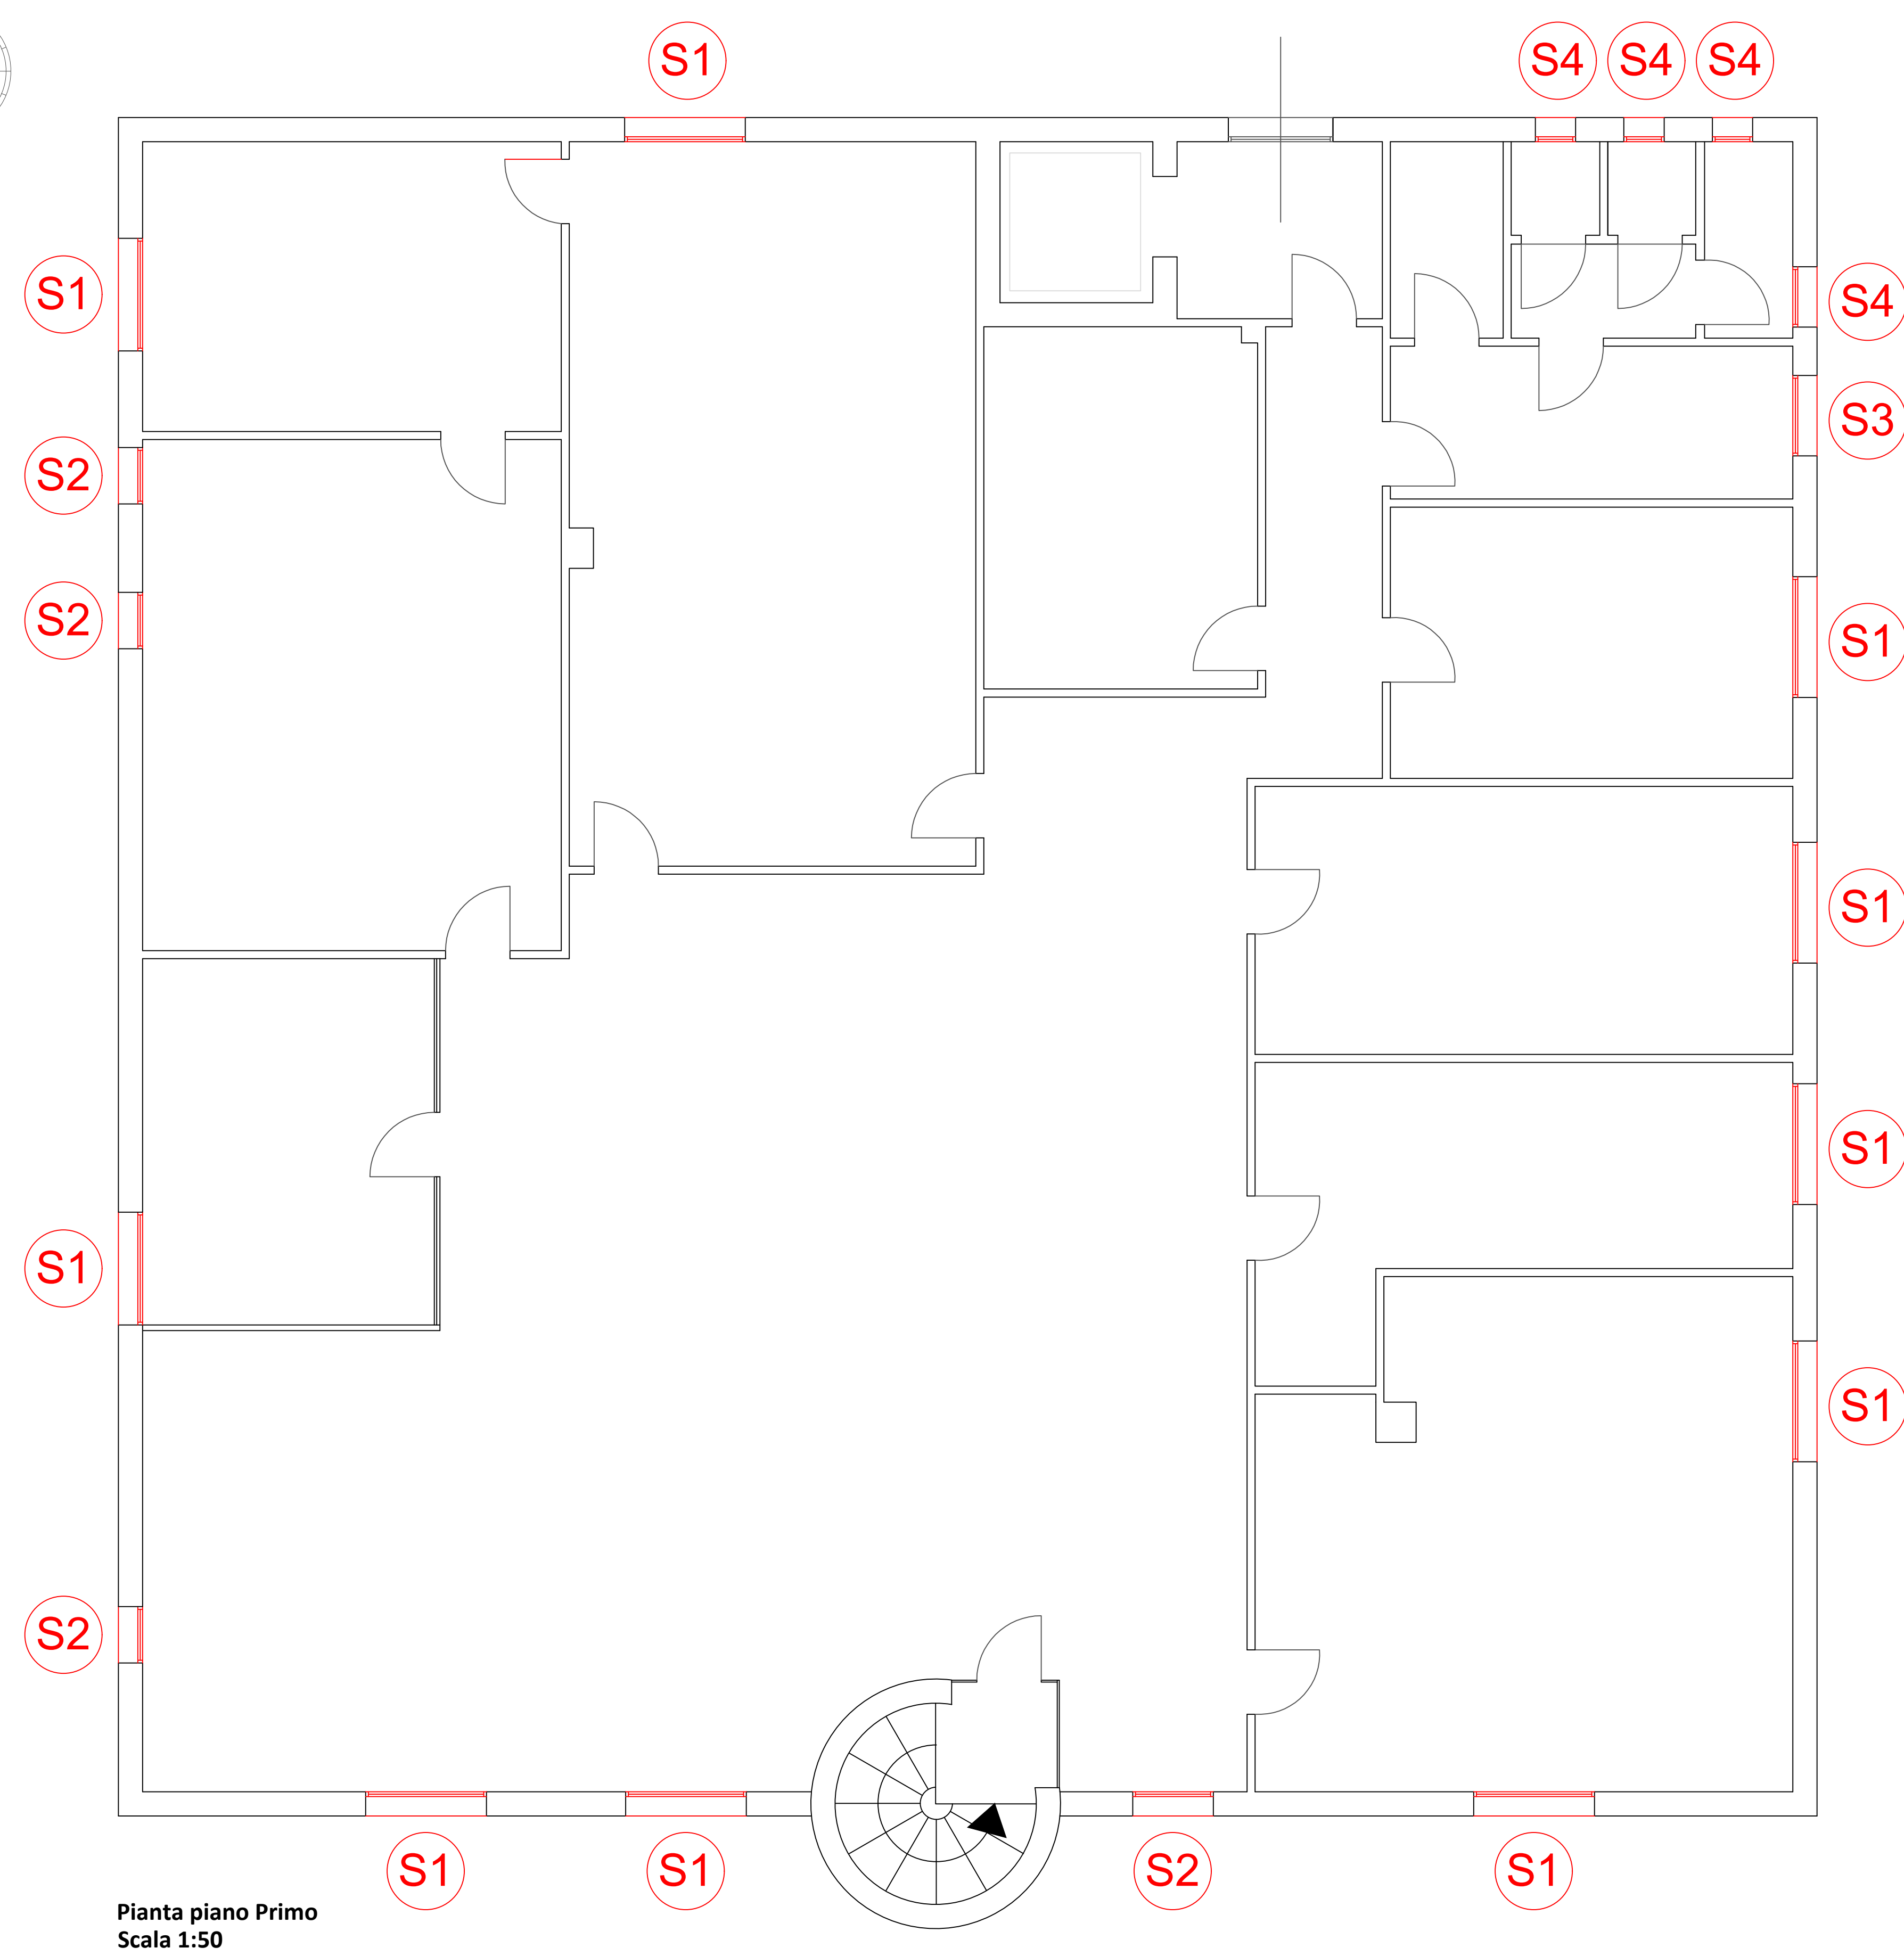 S1
S4 S4 S4
S1
S4
S3
S2
S2
S1
S1
S1
S1
S1
S2
S1 S1 S2 S1
Pianta piano Primo
Scala 1:50